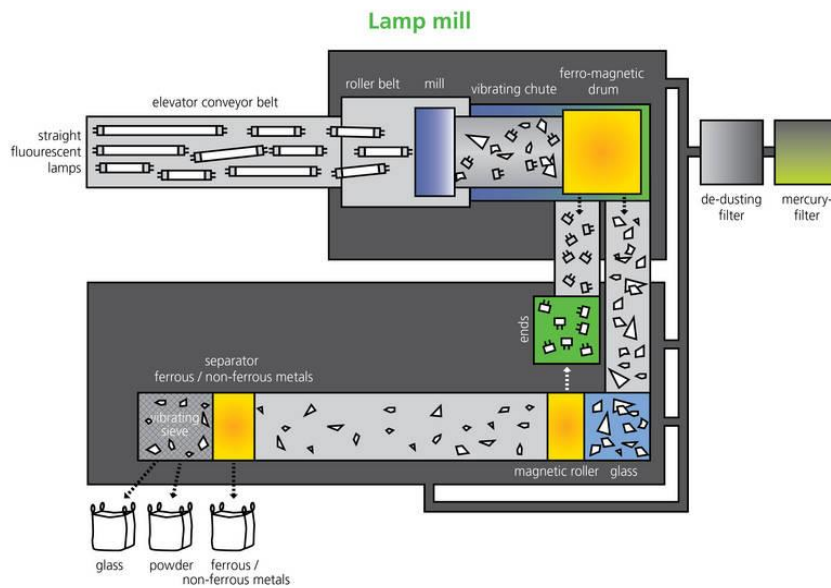 Lamp mill
ferro-magnetic
drum
roller belt
mill
vibrating chute
elevator conveyor belt
straight
fluourescent
lamps
de-dusting
filter
mercury-
filter
ends
separator
ferrous / non-ferrous metals
vibrating
sieve
magnetic roller
glass
glass
powder
ferrous /
non-ferrous metals